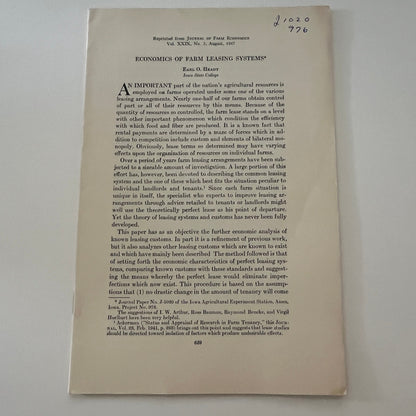 J1020
776
Reprinted from JOURNAL OF FARM ECONOMICS
Vol. XXIX, No. 3, August, 1947
ECONOMICS OF FARM LEASING SYSTEMS*
EARL O. HEADY
Iowa State College
AN IMPORTANT part of the nation's agricultural resources is
employed on farms operated under some one of the various
leasing arrangements. Nearly one-half of our farms obtain control
of part or all of their resources by this means. Because of the
quantity of resources so controlled, the farm lease stands on a level
with other important phenomenon which condition the efficiency
with which food and fiber are produced. It is a known fact that
rental payments are determined by a maze of forces which in ad-
dition to competition include custom and elements of bilateral mo-
nopoly. Obviously, lease terms so determined may have varying
effects upon the organization of resources on individual farms.
Over a period of years farm leasing arrangements have been sub-
jected to a sizeable amount of investigation. A large portion of this
effort has, however, been devoted to describing the common leasing
system and the one of these which best fits the situation peculiar to
individual landlords and tenants.¹ Since each farm situation is
unique in itself, the specialist who expects to improve leasing ar-
rangements through advice retailed to tenants or landlords might
well use the theoretically perfect lease as his point of departure.
Yet the theory of leasing systems and customs has never been fully
developed.
This paper has as an objective the further economic analysis of
known leasing customs. In part it is a refinement of previous work,
but it also analyzes other leasing customs which are known to exist
and which have mainly been described The method followed is that
of setting forth the economic characteristics of perfect leasing sys-
tems, comparing known customs with these standards and suggest-
ing the means whereby the perfect lease would eliminate imper-
fections which now exist. This procedure is based on the assump-
tions that (1) no drastic change in the amount of tenancy will come
* Journal Paper No. J-1020 of the Iowa Agricultural Experiment Station, Ames,
Iowa. Project No. 976.
The suggestions of I. W. Arthur, Ross Bauman, Raymond Brooks, and Virgil
Hurlburt have been very helpful.
¹ Ackerman ("Status and Appraisal of Research in Farm Tenancy," this JOUR-
NAL, Vol. 23, Feb. 1941, p. 889) brings out this point and suggests that lease studies
should be directed toward isolation of factors which produce undesirable effects.